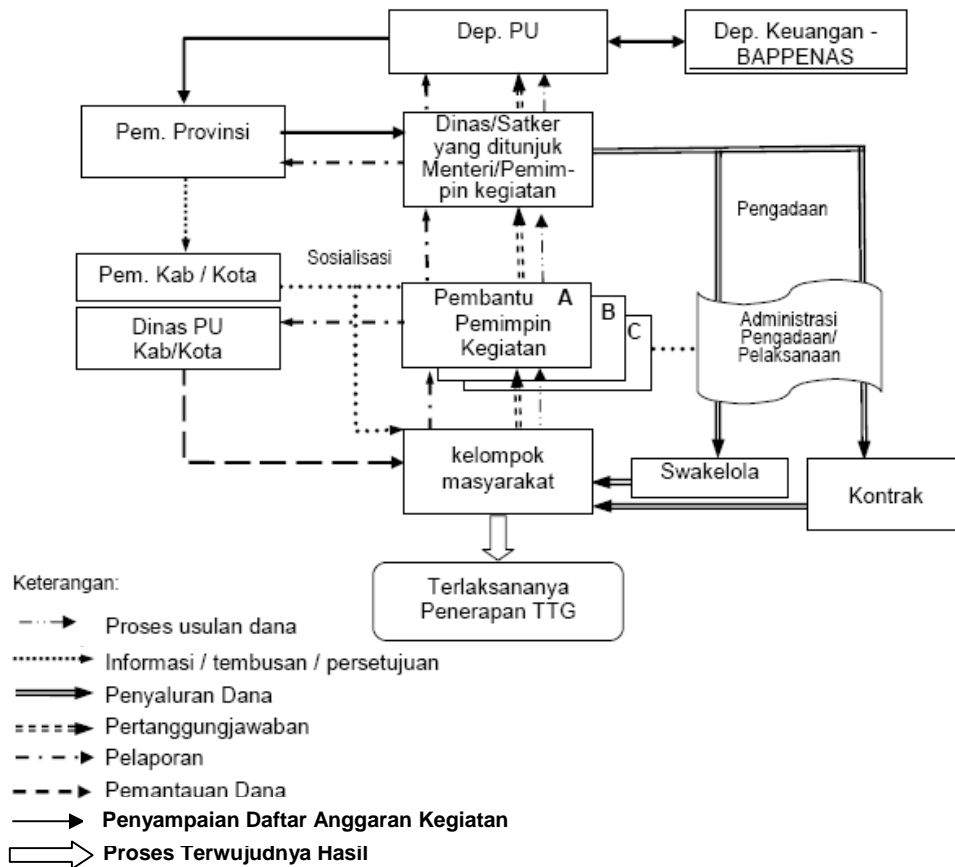 Dep. PU
Dep. Keuangan -
BAPPENAS
Pem. Provinsi
Dinas/Satker
yang ditunjuk
Menteri/Pemim-
pin kegiatan
Pengadaan
Sosialisasi
Pem. Kab / Kota
Dinas PU
Kab/Kota
Pembantu A
Pemimpin
Kegiatan
B
C
Administrasi
Pengadaan/
Pelaksanaan
kelompok
masyarakat
Swakelola
Kontrak
Terlaksananya
Penerapan TTG
Keterangan:
Proses usulan dana
Informasi / tembusan / persetujuan
Penyaluran Dana
Pertanggungjawaban
Pelaporan
Pemantauan Dana
Penyampaian Daftar Anggaran Kegiatan
Proses Terwujudnya Hasil